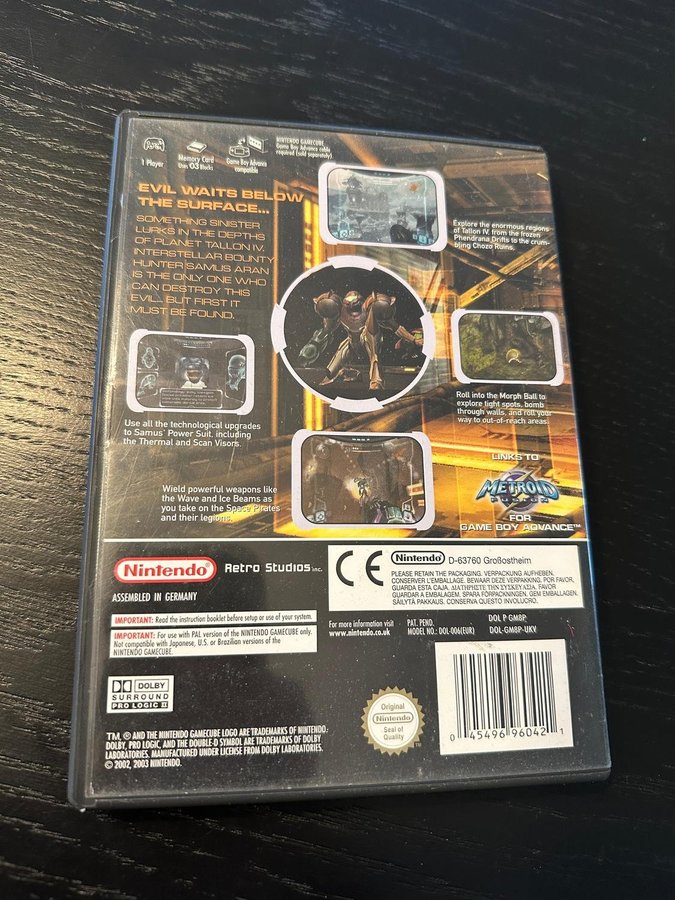 1 Player
Memory Card
Uses 03 Blocks
Game Boy Advance
compatible
NINTENDO GAMECUBE
Game Boy Advance cable
required (sold separately)
EVIL WAITS BELOW
THE SURFACE...
SOMETHING SINISTER
LURKS IN THE DEPTHS
OF PLANET TALLON IV.
INTERSTELLAR BOUNTY
HUNTER SAMUS ARAN
IS THE ONLY ONE WHO
CAN DESTROY THIS
EVIL... BUT FIRST IT
MUST BE FOUND.
Explore the enormous regions
of Tallon IV, from the frozen
Phendrana Drifts to the crum-
bling Chozo Ruins.
Use all the technological upgrades
to Samus' Power Suit, including
the Thermal and Scan Visors.
Roll into the Morph Ball to
explore tight spots, bomb
through walls, and roll your
way to out-of-reach areas.
Wield powerful weapons like
the Wave and Ice Beams as
you take on the Space Pirates
and their legions.
LINKS TO
METROID
FUSION
FOR
GAME BOY ADVANCE™
Nintendo®
Retro Studios INC.
ASSEMBLED IN GERMANY
CE
Nintendo D-63760 Großostheim
PLEASE RETAIN THE PACKAGING. VERPACKUNG AUFHEBEN.
CONSERVER L'EMBALLAGE. BEWAAR DEZE VERPAKKING. POR FAVOR,
GUARDA ESTA CAJA. ΔΙΑΤΗΡΗΣΤΕ ΤΗΝ ΣΥΣΚΕΥΑΣΙΑ. FAVOR
GUARDAR A EMBALAGEM. SPARA FÖRPACKNINGEN. GEM EMBALLAGEN.
SÄILYTÄ PAKKAUS. CONSERVA QUESTO INVOLUCRO.
IMPORTANT: Read the instruction booklet before setup or use of your system.
IMPORTANT: For use with PAL version of the NINTENDO GAMECUBE only.
Not compatible with Japanese, U.S. or Brazilian versions of the
NINTENDO GAMECUBE.
For more information visit
www.nintendo.co.uk
PAT. PEND.
MODEL NO.: DOL-006(EUR)
DOL P GM8P
DOL-GM8P-UKV
DOLBY
SURROUND
PRO LOGIC II
Original
Nintendo
Seal of
Quality
TM, ® AND THE NINTENDO GAMECUBE LOGO ARE TRADEMARKS OF NINTENDO.
DOLBY, PRO LOGIC, AND THE DOUBLE-D SYMBOL ARE TRADEMARKS OF DOLBY
LABORATORIES. MANUFACTURED UNDER LICENSE FROM DOLBY LABORATORIES.
© 2002, 2003 NINTENDO.
0 45496 96042 1